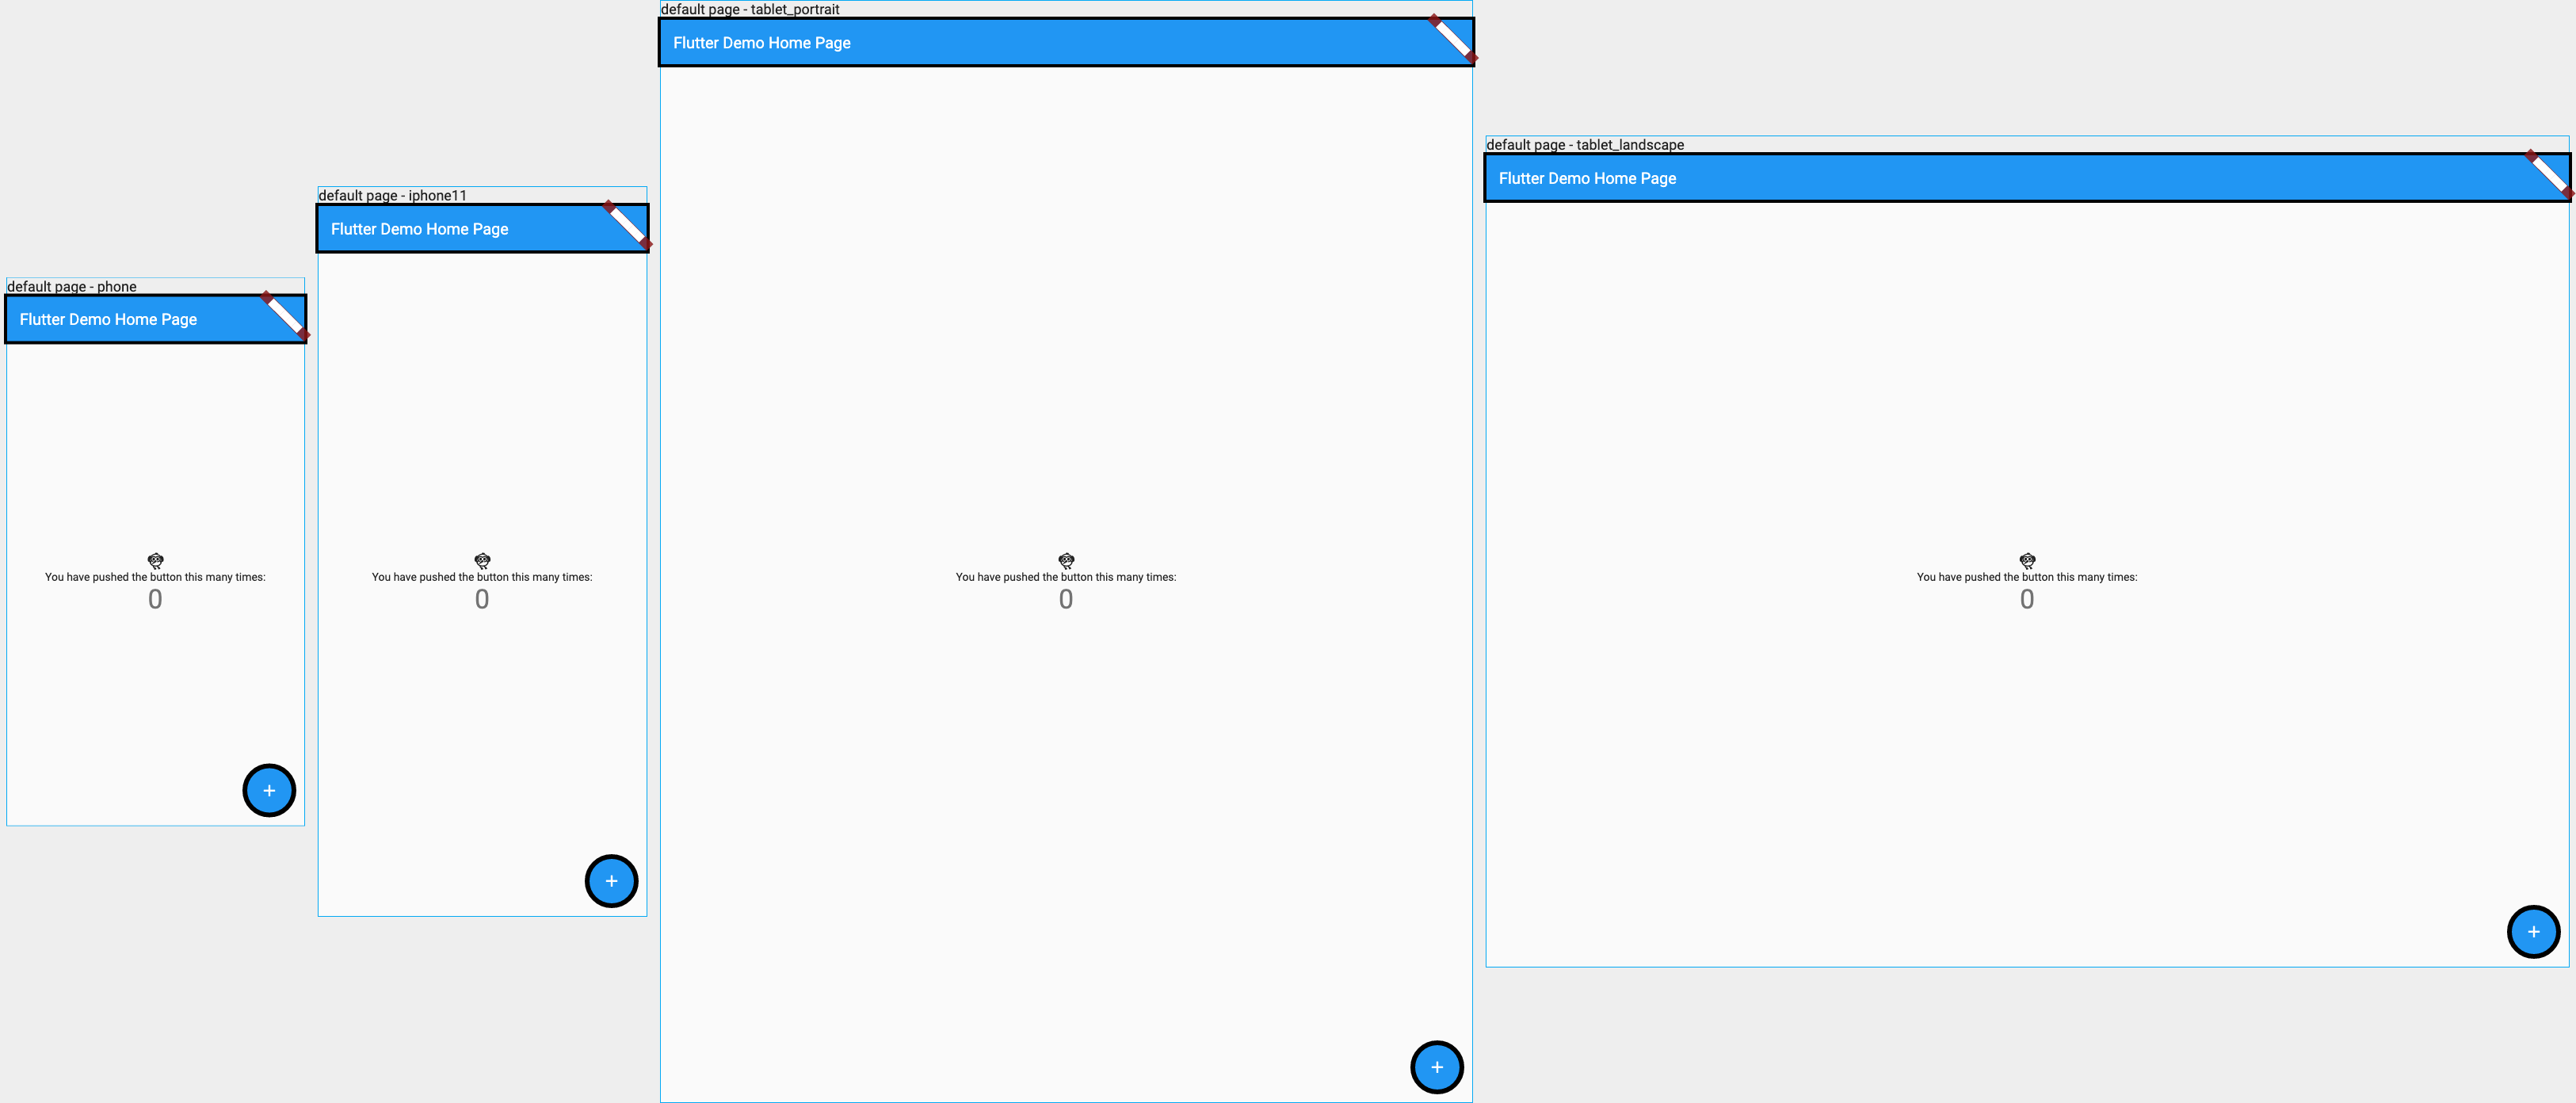 default page - phone
Flutter Demo Home Page
You have pushed the button this many times:
0
+
default page - iphone11
Flutter Demo Home Page
You have pushed the button this many times:
0
+
default page - tablet_portrait
Flutter Demo Home Page
You have pushed the button this many times:
0
+
default page - tablet_landscape
Flutter Demo Home Page
You have pushed the button this many times:
0
+